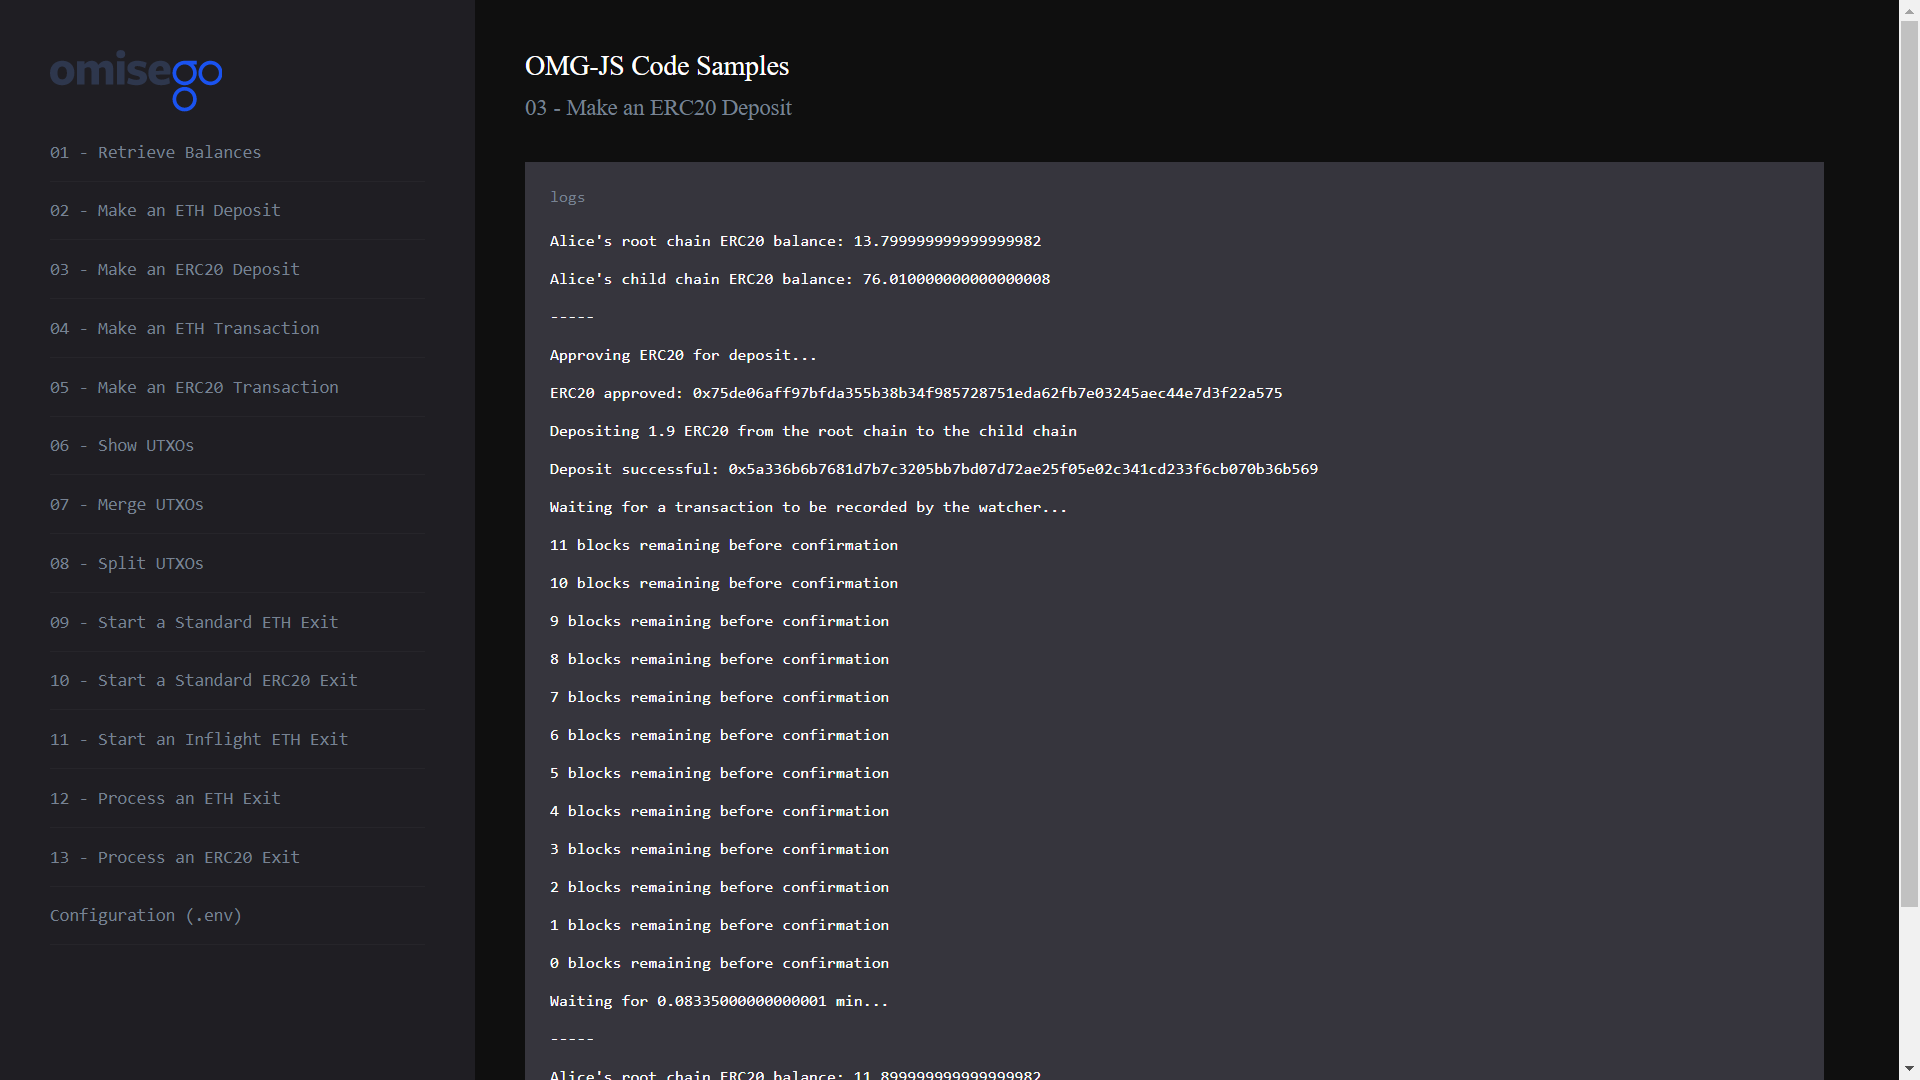 omisego
01 - Retrieve Balances
02 - Make an ETH Deposit
03 - Make an ERC20 Deposit
04 - Make an ETH Transaction
05 - Make an ERC20 Transaction
06 - Show UTXOs
07 - Merge UTXOs
08 - Split UTXOs
09 - Start a Standard ETH Exit
10 - Start a Standard ERC20 Exit
11 - Start an Inflight ETH Exit
12 - Process an ETH Exit
13 - Process an ERC20 Exit
Configuration (.env)
OMG-JS Code Samples
03 - Make an ERC20 Deposit
logs
Alice's root chain ERC20 balance: 13.799999999999999982
Alice's child chain ERC20 balance: 76.010000000000000008
-----
Approving ERC20 for deposit...
ERC20 approved: 0x75de06aff97bfda355b38b34f985728751eda62fb7e03245aec44e7d3f22a575
Depositing 1.9 ERC20 from the root chain to the child chain
Deposit successful: 0x5a336b6b7681d7b7c3205bb7bd07d72ae25f05e02c341cd233f6cb070b36b569
Waiting for a transaction to be recorded by the watcher...
11 blocks remaining before confirmation
10 blocks remaining before confirmation
9 blocks remaining before confirmation
8 blocks remaining before confirmation
7 blocks remaining before confirmation
6 blocks remaining before confirmation
5 blocks remaining before confirmation
4 blocks remaining before confirmation
3 blocks remaining before confirmation
2 blocks remaining before confirmation
1 blocks remaining before confirmation
0 blocks remaining before confirmation
Waiting for 0.08335000000000001 min...
-----
Alice's root chain ERC20 balance: 11.899999999999999982